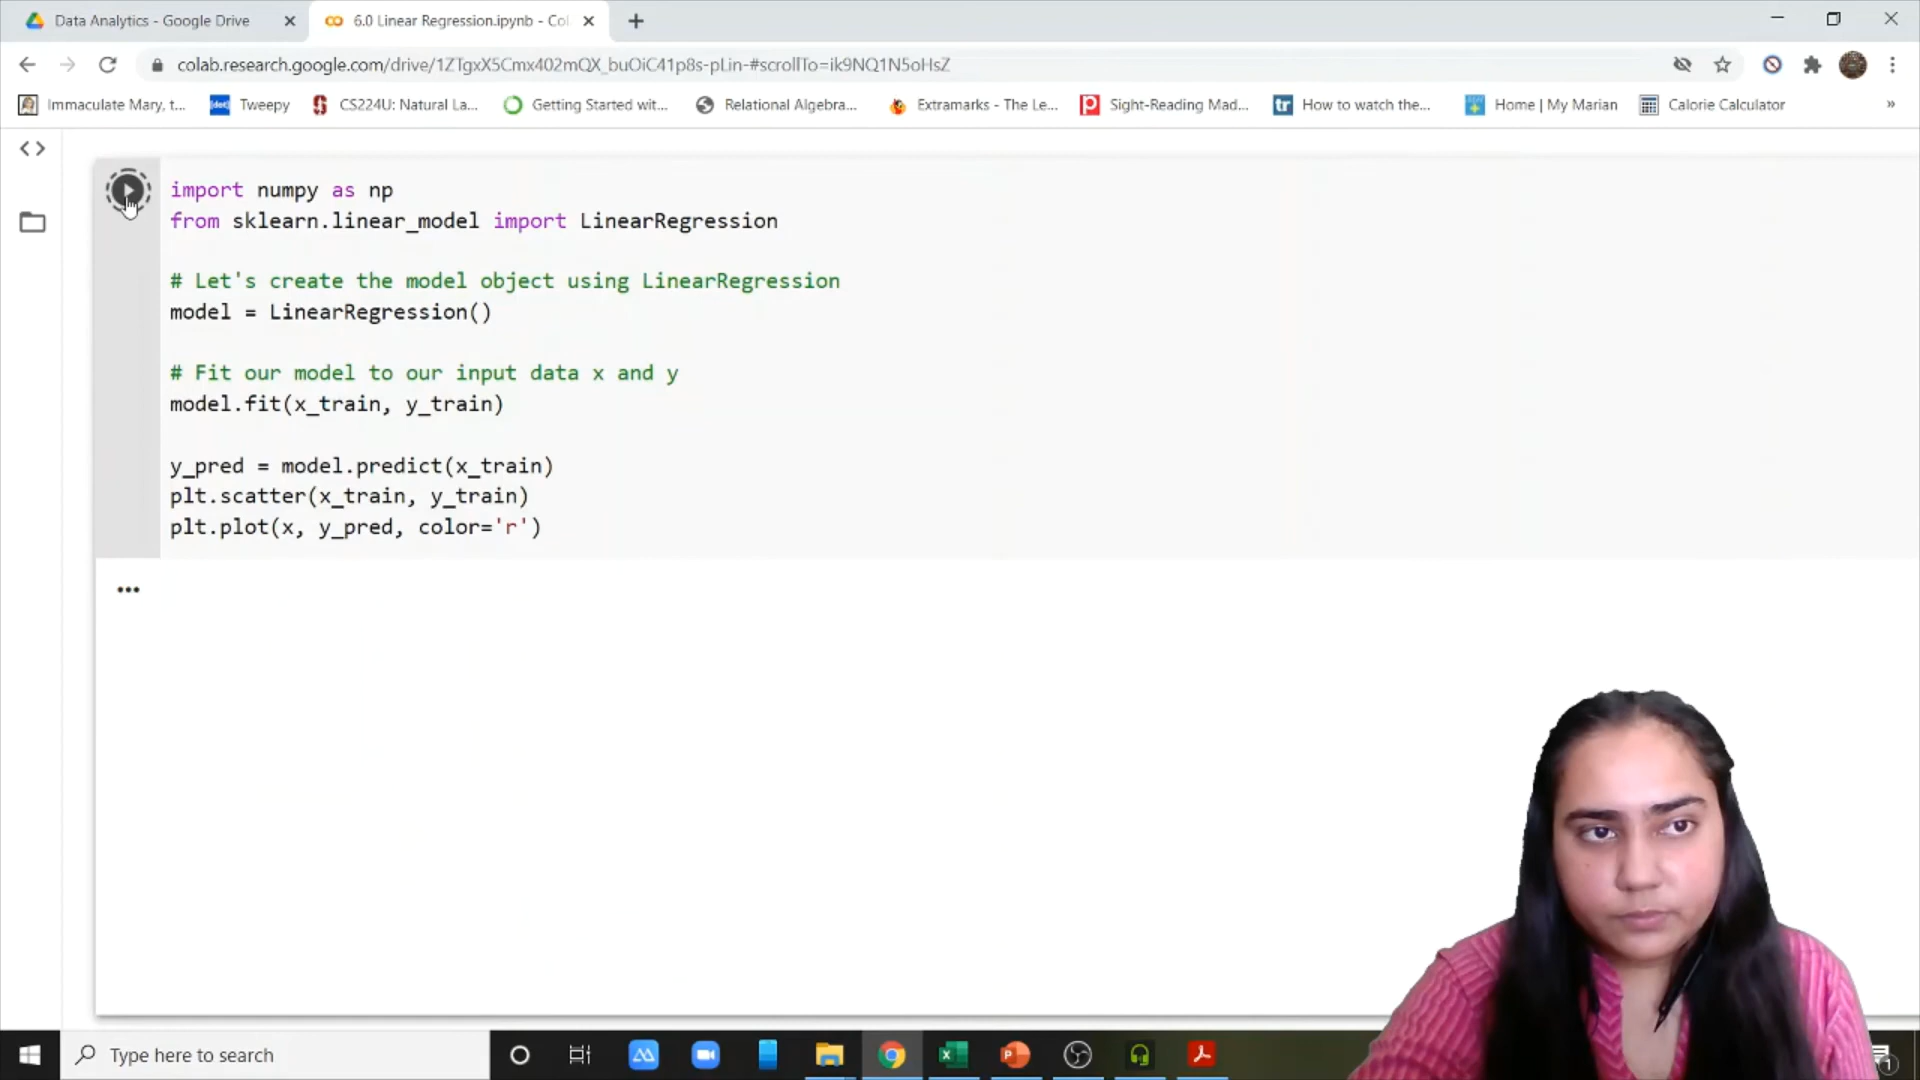 Data Analytics - Google Drive
6.0 Linear Regression.ipynb - Col
colab.research.google.com/drive/1ZTgxX5Cmx402mQX_buOiC41p8s-pLin-#scrollTo=ik9NQ1N5oHsZ
Immaculate Mary, t...
Tweepy
CS224U: Natural La...
Getting Started wit...
Relational Algebra...
Extramarks - The Le...
Sight-Reading Mad...
tr
How to watch the...
Home | My Marian
Calorie Calculator
»
import numpy as np
from sklearn.linear_model import LinearRegression
# Let's create the model object using LinearRegression
model = LinearRegression()
# Fit our model to our input data x and y
model.fit(x_train, y_train)
y_pred = model.predict(x_train)
plt.scatter(x_train, y_train)
plt.plot(x, y_pred, color='r')
Type here to search
1